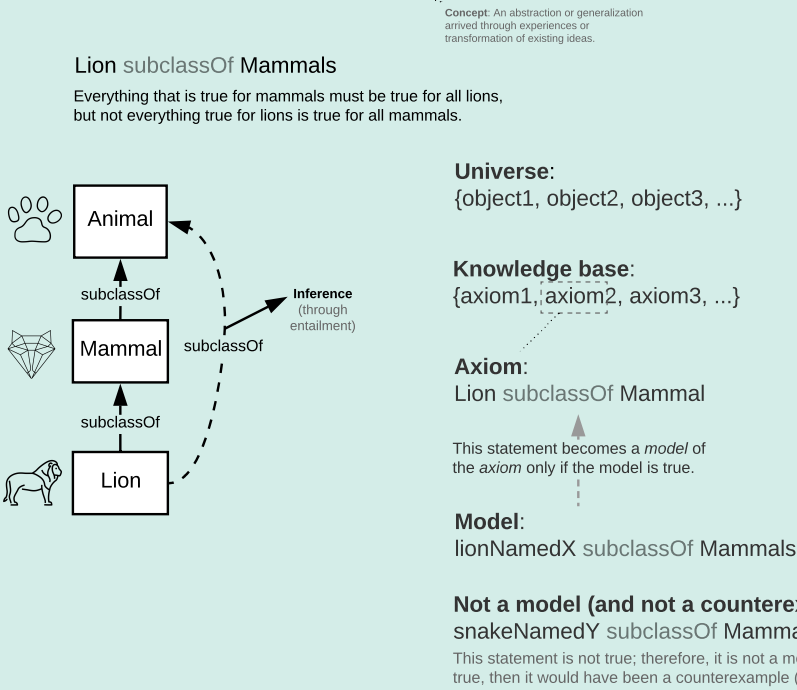 Concept: An abstraction or generalization
arrived through experiences or
transformation of existing ideas.
Lion subclassOf Mammals
Everything that is true for mammals must be true for all lions,
but not everything true for lions is true for all mammals.
Animal
subclassOf
Mammal
subclassOf
Lion
subclassOf
Inference
(through
entailment)
Universe:
{object1, object2, object3, ...}
Knowledge base:
{axiom1, axiom2, axiom3, ...}
Axiom:
Lion subclassOf Mammal
This statement becomes a model of
the axiom only if the model is true.
Model:
lionNamedX subclassOf Mammals
Not a model (and not a
snakeNamedY subclassOf
This statement is not true; therefore, it is not a
true, then it would have been a counterexample (